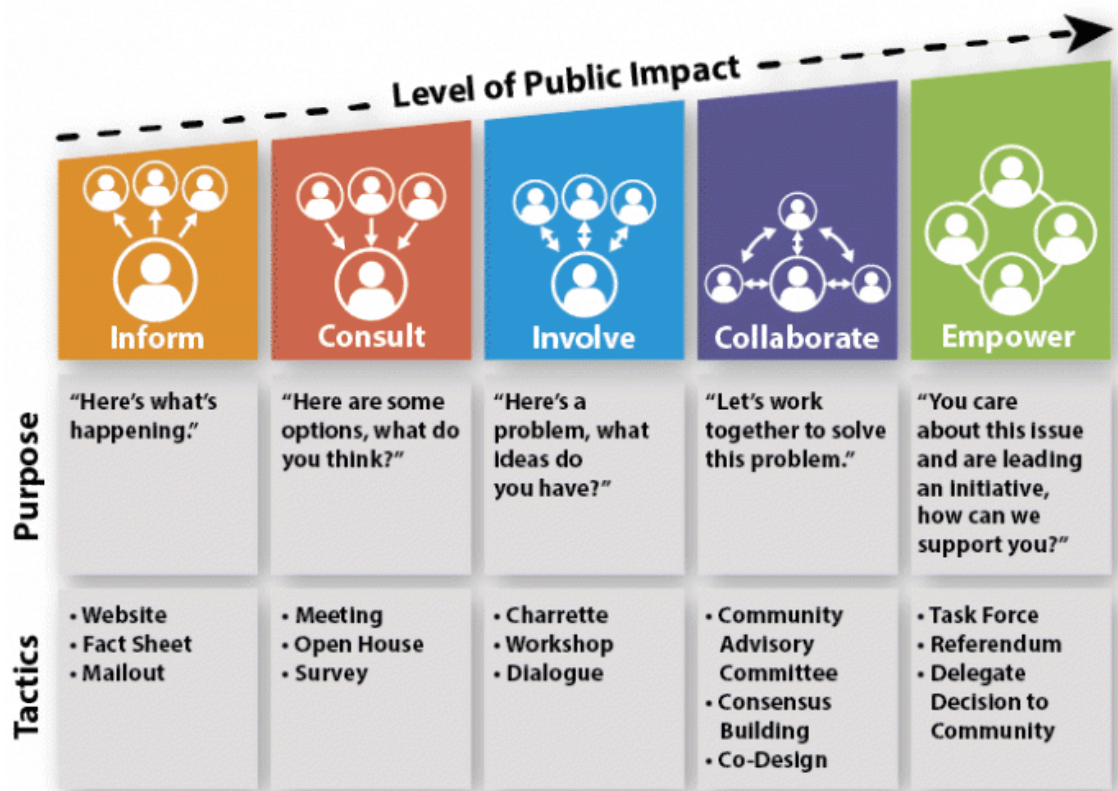 Level of Public Impact
Inform
Consult
Involve
Collaborate
Empower
Purpose
“Here’s what’s
happening.”
“Here are some
options, what do
you think?”
“Here’s a
problem, what
ideas do
you have?”
“Let’s work
together to solve
this problem.”
“You care
about this issue
and are leading
an initiative,
how can we
support you?”
Tactics
• Website
• Fact Sheet
• Mailout
• Meeting
• Open House
• Survey
• Charrette
• Workshop
• Dialogue
• Community
Advisory
Committee
• Consensus
Building
• Co-Design
• Task Force
• Referendum
• Delegate
Decision to
Community